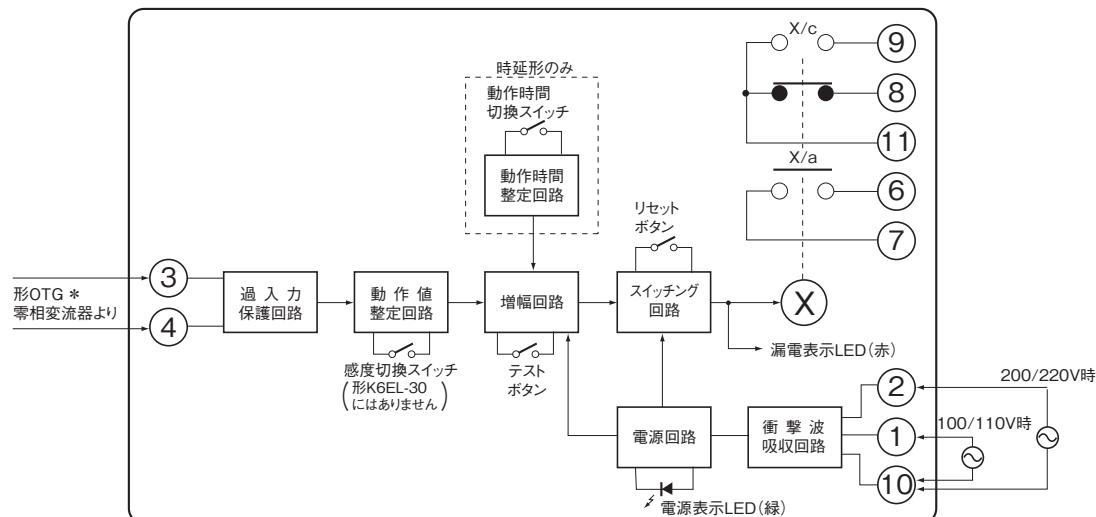 X/c
9
時延形のみ
動作時間
切換スイッチ
8
動作時間
整定回路
11
X/a
6
リセット
ボタン
7
形OTG *
零相変流器より
3
4
過入力
保護回路
動作値
整定回路
増幅回路
スイッチング
回路
X
漏電表示LED(赤)
感度切換スイッチ
(形K6EL-30
にはありません)
テスト
ボタン
200/220V時
2
100/110V時
電源回路
衝撃波
吸収回路
1
10
電源表示LED(緑)